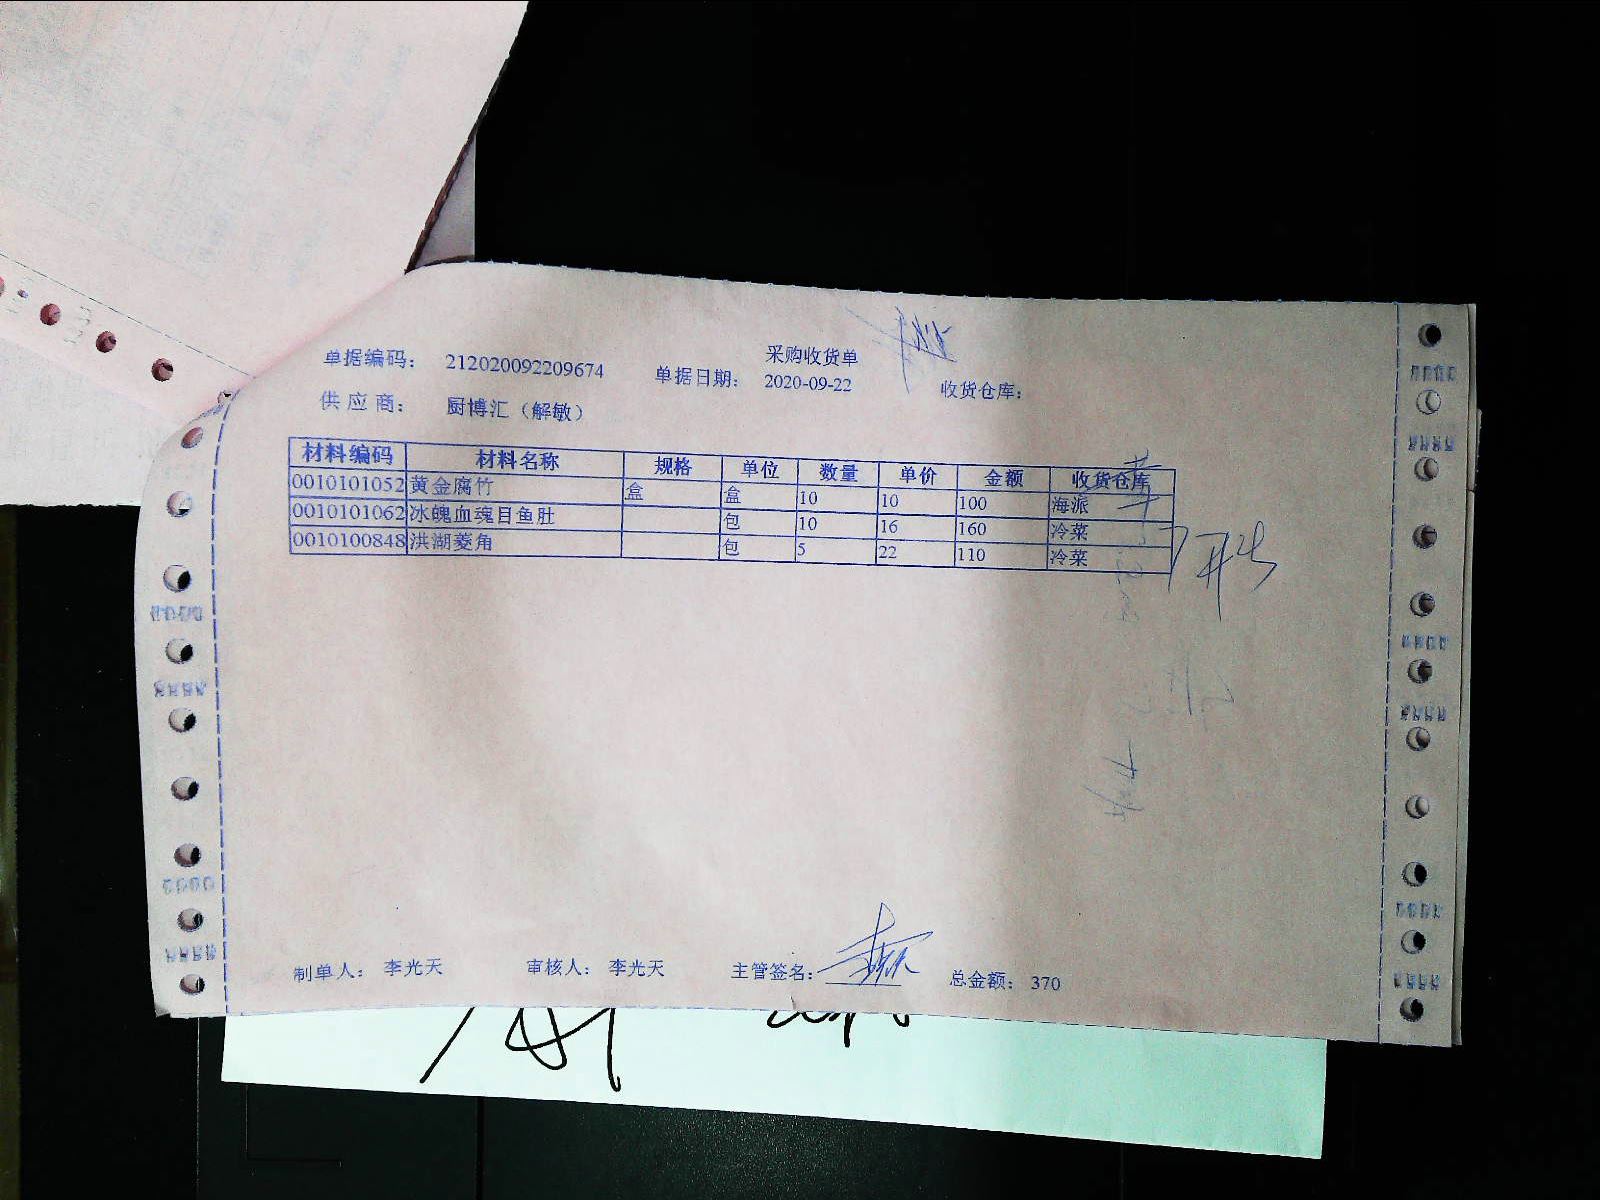 采购收货单
单据编码： 212020092209674 单据日期： 2020-09-22 收货仓库：
供 应 商： 厨博汇（解敏）
材料编码 材料名称 规格 单位 数量 单价 金额 收货仓库
0010101052 黄金腐竹 盒 盒 10 10 100 海派
0010101062 冰魄血魂目鱼肚 包 10 16 160 冷菜
0010100848 洪湖菱角 包 5 22 110 冷菜
制单人： 李光天 审核人： 李光天 主管签名： 总金额： 370